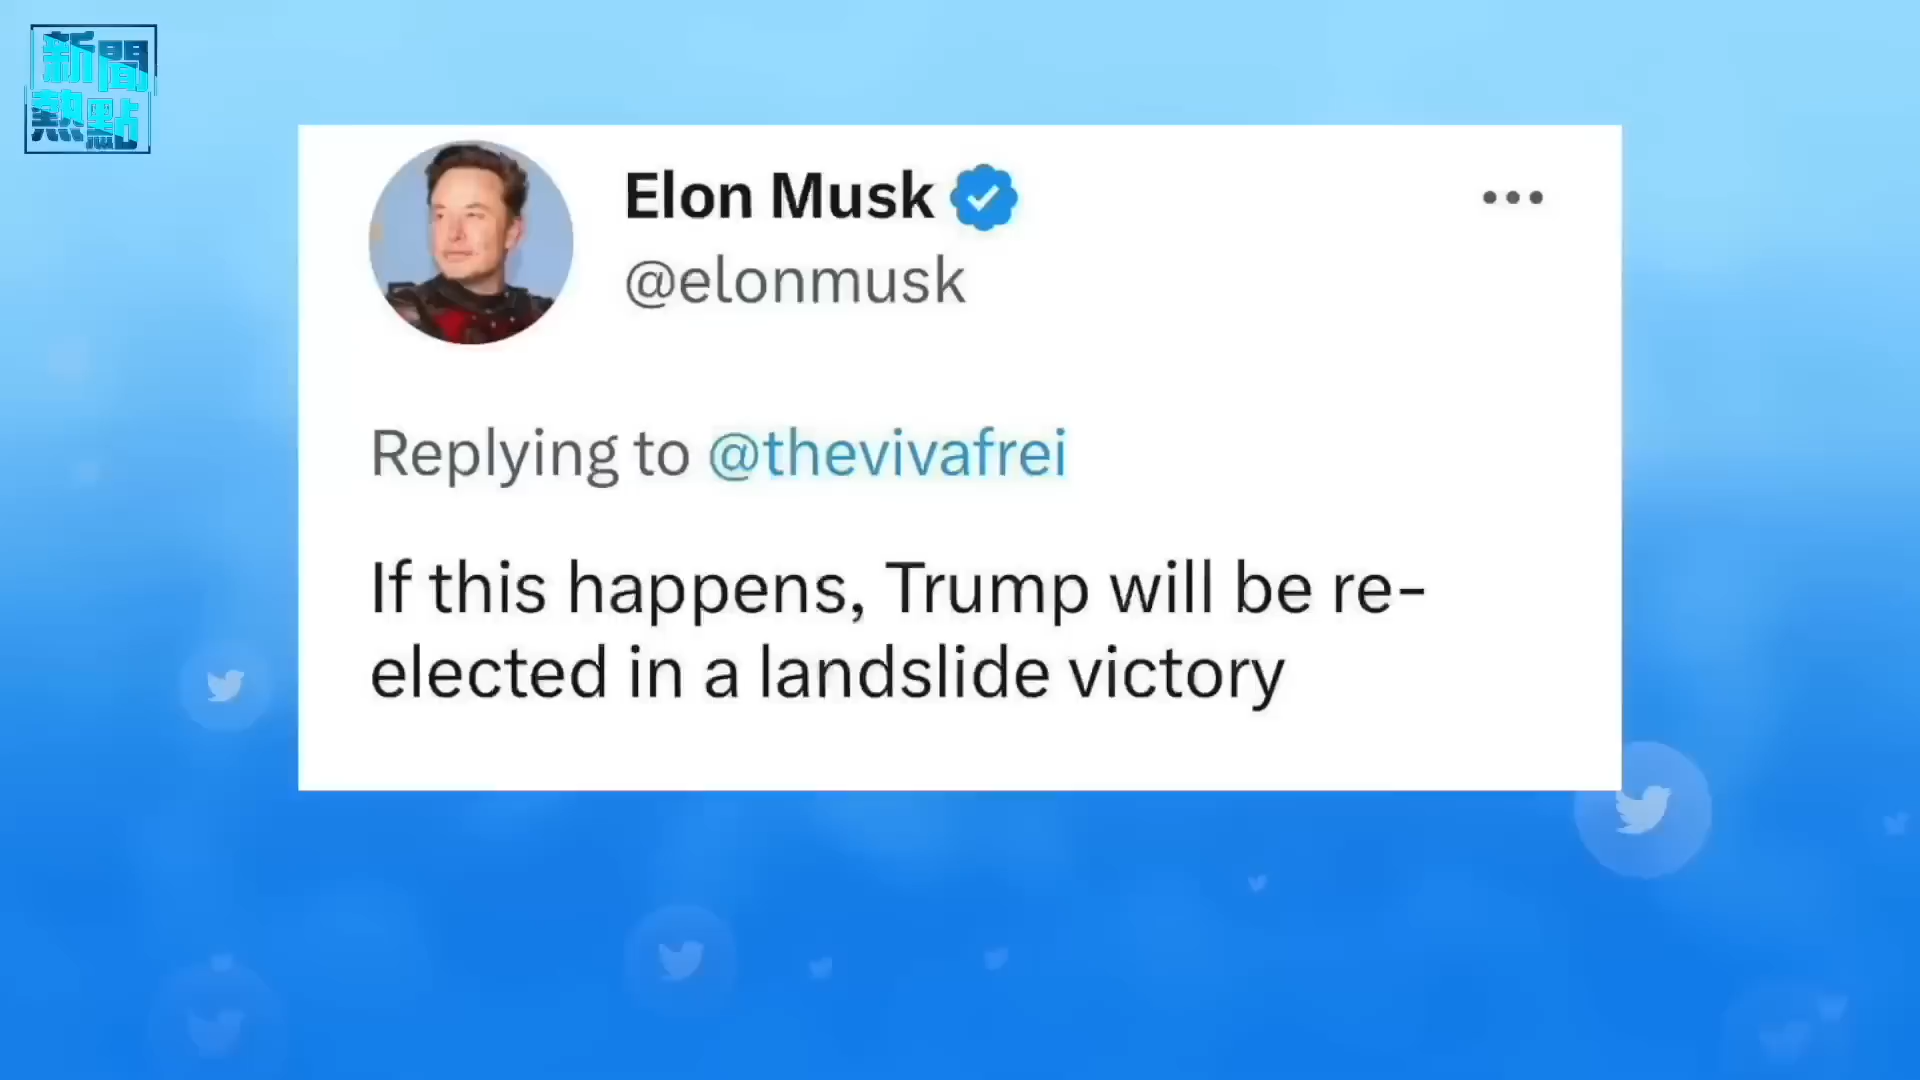 新聞
熱點
Elon Musk
@elonmusk
Replying to @thevivafrei
If this happens, Trump will be re-
elected in a landslide victory